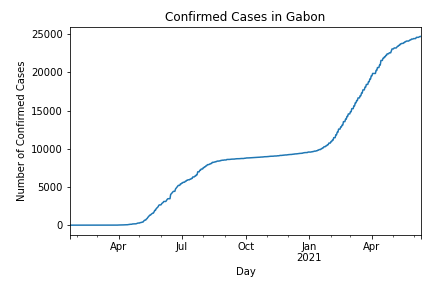 Confirmed Cases in Gabon
Number of Confirmed Cases
25000
20000
15000
10000
5000
0
Apr Jul Oct Jan Apr
2021
Day